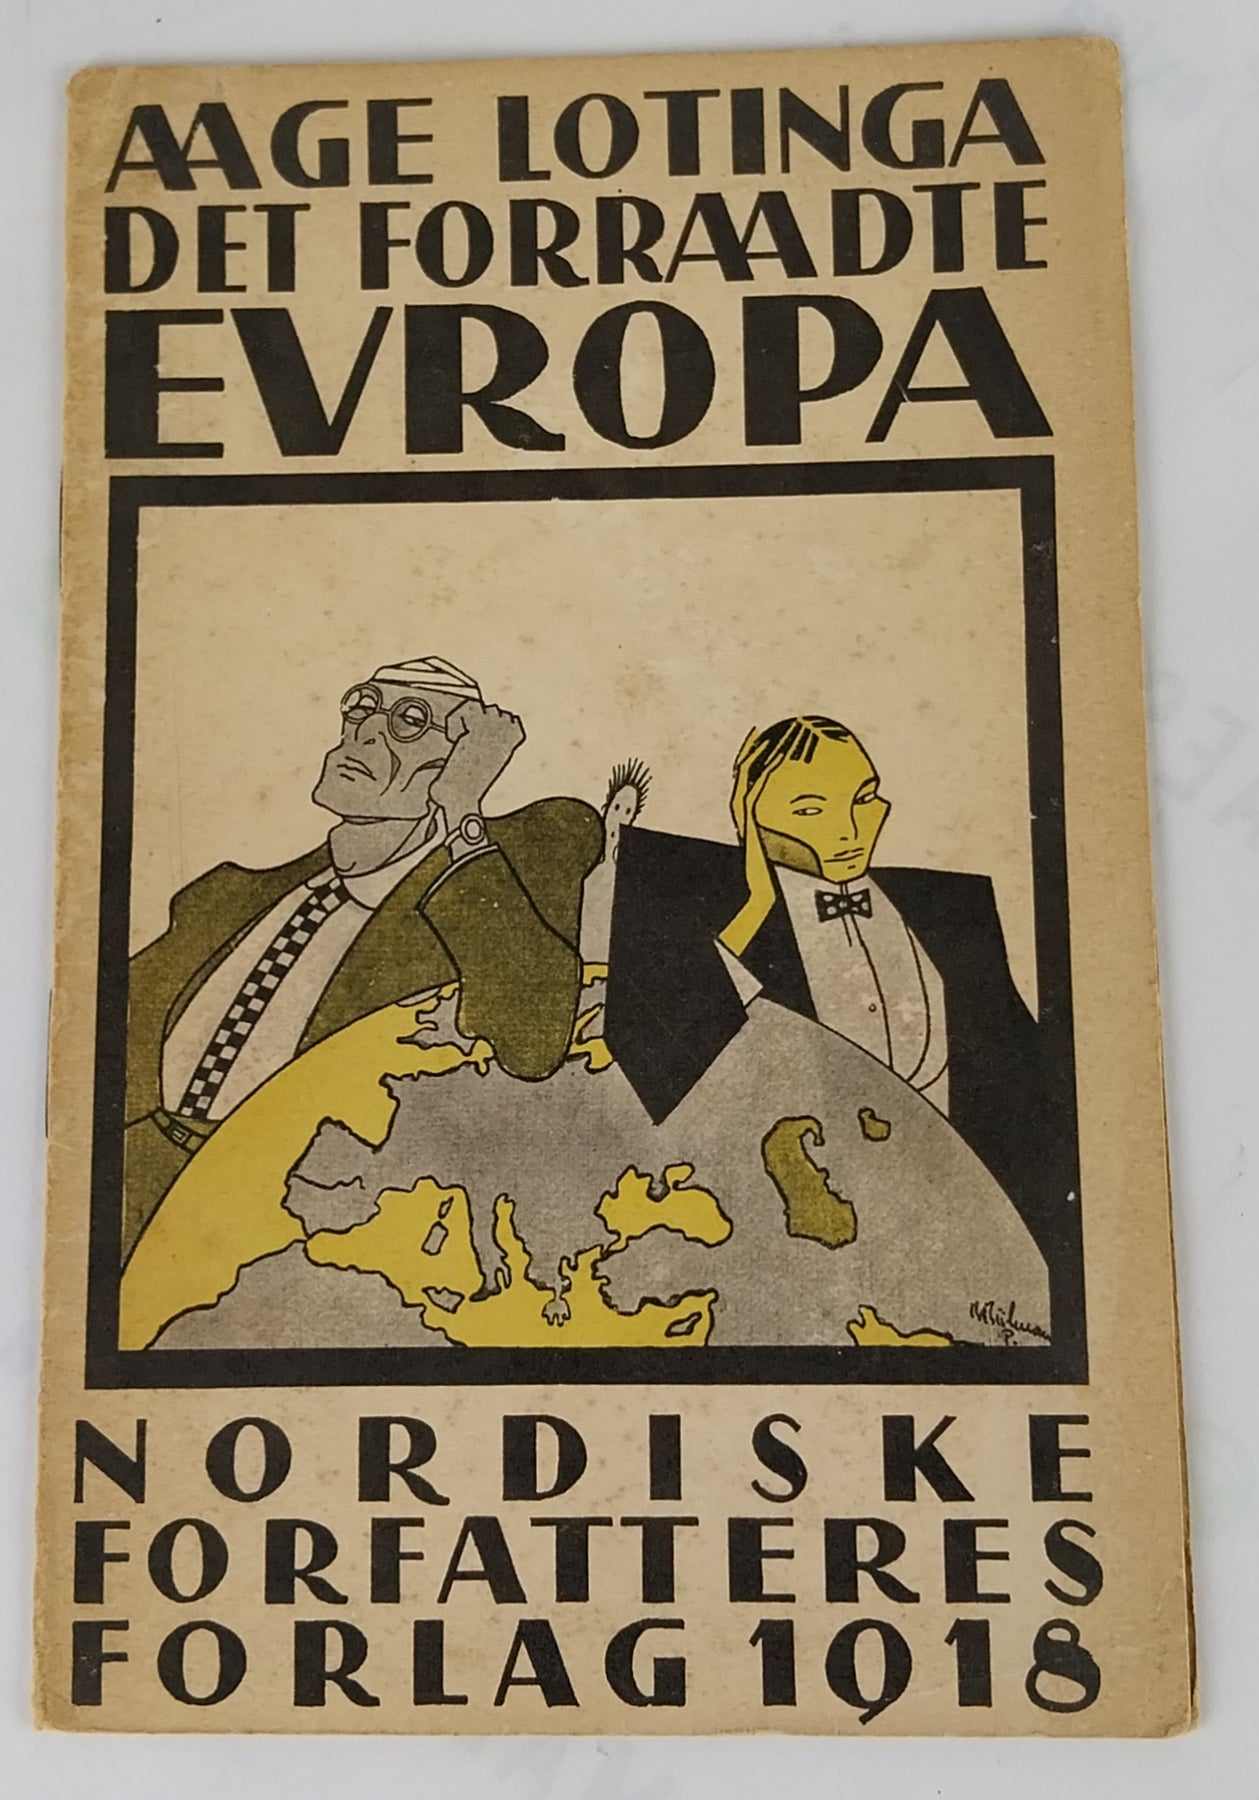 AAGE LOTINGA
DET FORRAADTE
EVROPA
NORDISKE
FORFATTERES
FORLAG 1918